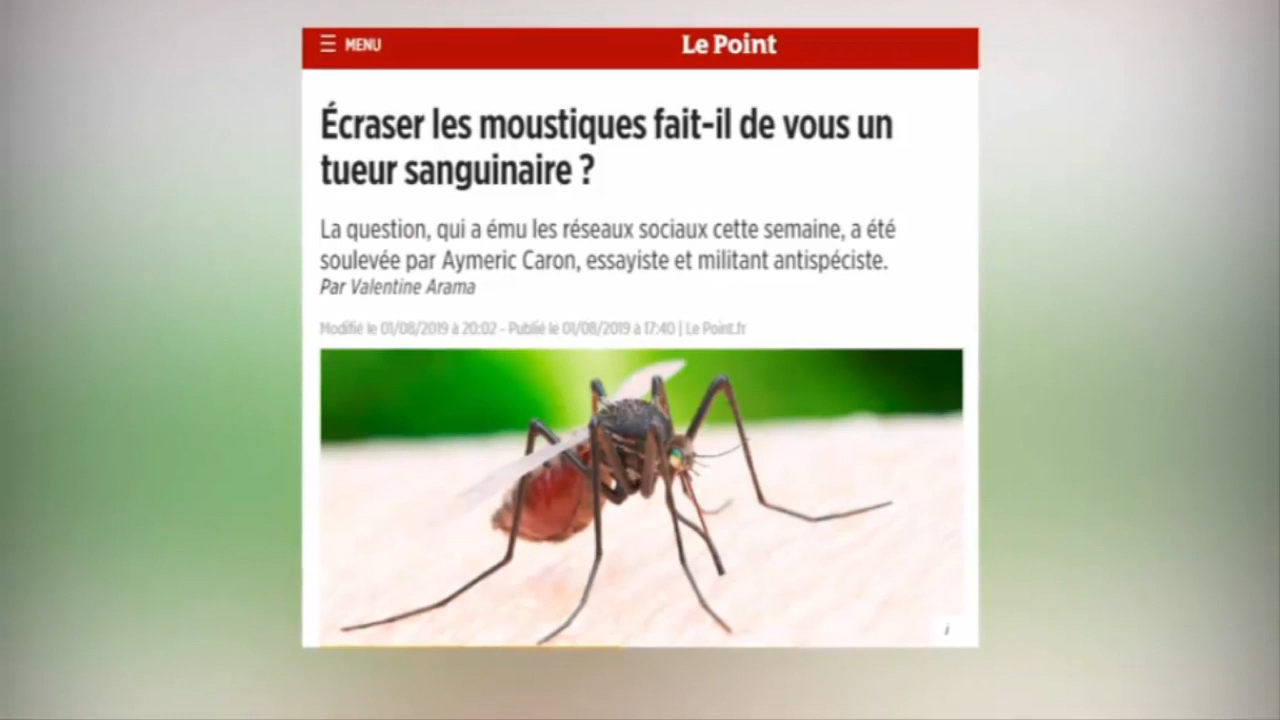 MENU
Le Point
Écraser les moustiques fait-il de vous un
tueur sanguinaire ?
La question, qui a ému les réseaux sociaux cette semaine, a été
soulevée par Aymeric Caron, essayiste et militant antispéciste.
Par Valentine Arama
Modifié le 01/08/2019 à 20:02 - Publié le 01/08/2019 à 17:40 | Le Point.fr
i